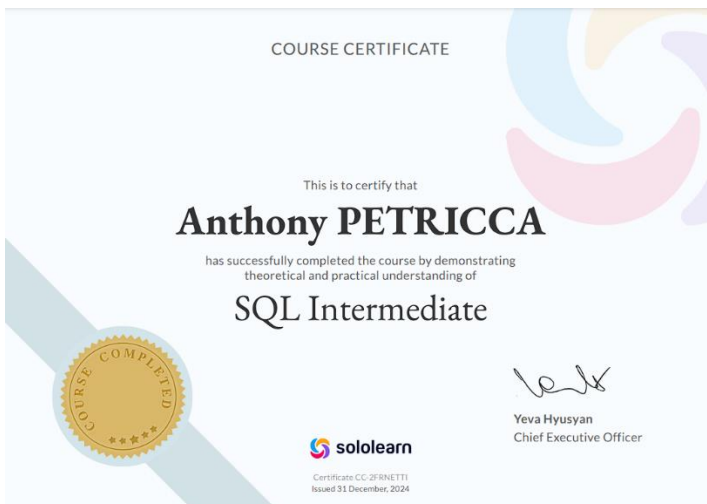 COURSE CERTIFICATE
This is to certify that
Anthony PETRICCA
has successfully completed the course by demonstrating
theoretical and practical understanding of
SQL Intermediate
COURSE COMPLETED
Yeva Hyusyan
Chief Executive Officer
sololearn
Certificate CC-2FRNETTI
Issued 31 December, 2024